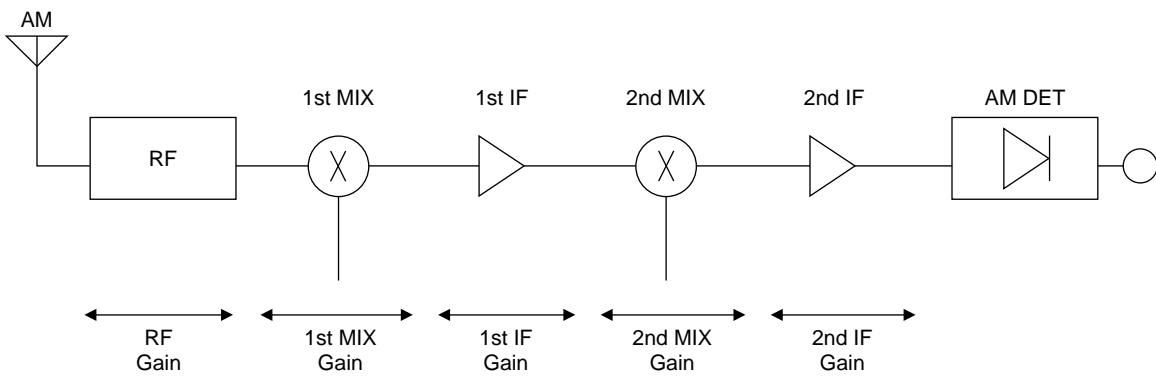 AM
1st MIX
1st IF
2nd MIX
2nd IF
AM DET
RF
RF
Gain
1st MIX
Gain
1st IF
Gain
2nd MIX
Gain
2nd IF
Gain